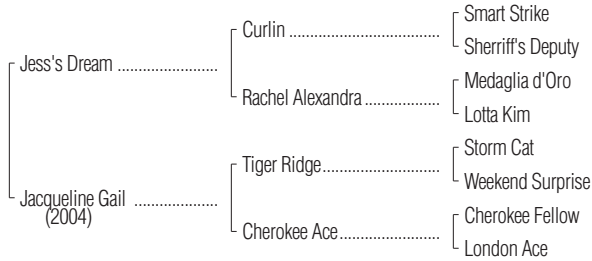 Smart Strike
Curlin ................................
Sherriff's Deputy
Jess's Dream .....................
Medaglia d'Oro
Rachel Alexandra ................
Lotta Kim
Storm Cat
Tiger Ridge.........................
Weekend Surprise
Jacqueline Gail .................
(2004)
Cherokee Fellow
Cherokee Ace.....................
London Ace